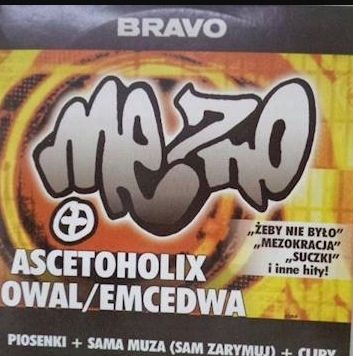 BRAVO
MEZO
+
ASCETOHOLIX
OWAL/EMCEDWA
„ŻEBY NIE BYŁO"
„MEZOKRACJA"
„SUCZKI"
i inne hity!
PIOSENKI + SAMA MUZA (SAM ZARYMUJ) + CLIPY